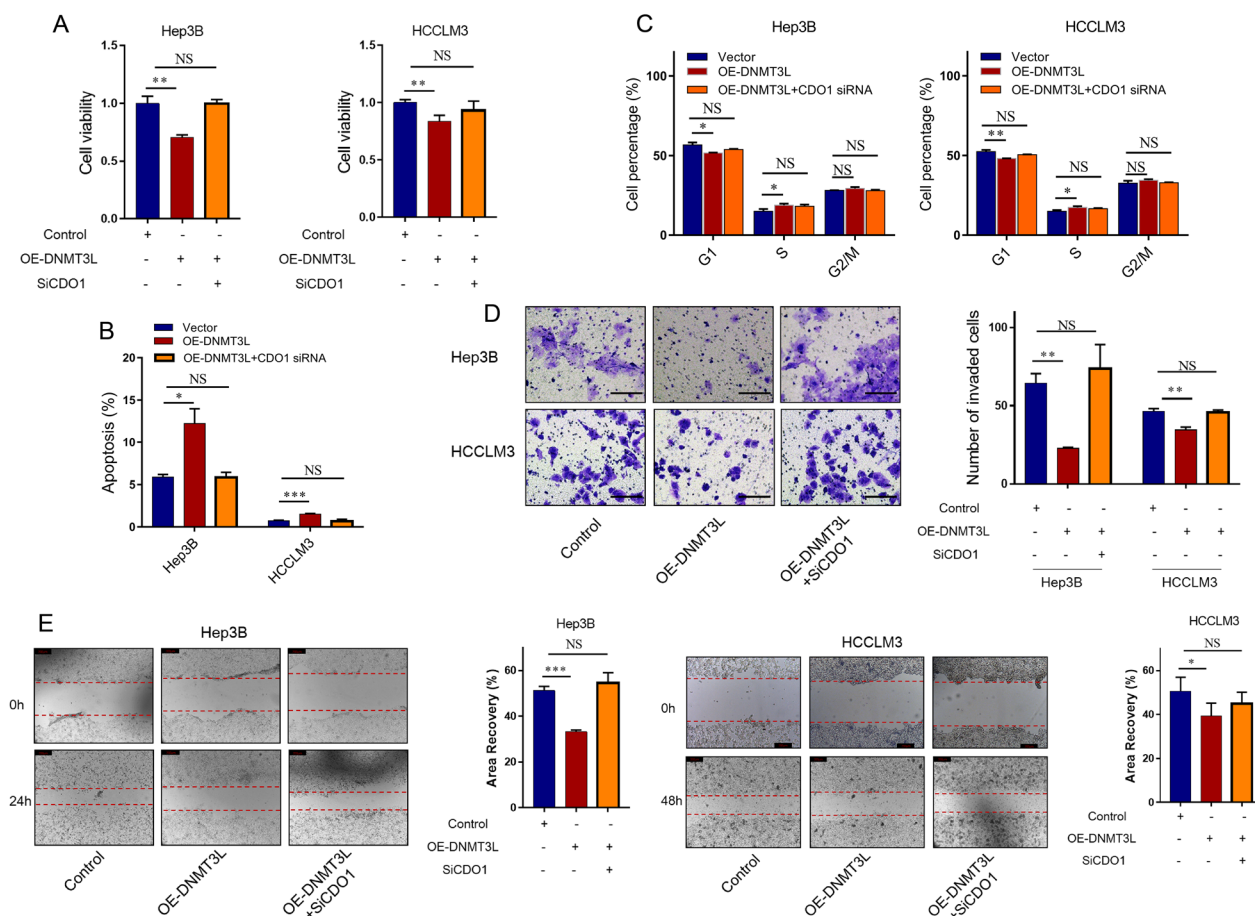 A
Hep3B
Cell viability
1.5
1.0
0.5
0.0
NS
**
Control
+
-
-
OE-DNMT3L
-
+
+
SiCDO1
-
-
+
HCCLM3
Cell viability
1.5
1.0
0.5
0.0
NS
**
Control
+
-
-
OE-DNMT3L
-
+
+
SiCDO1
-
-
+
B
Vector
OE-DNMT3L
OE-DNMT3L+CDO1 siRNA
Apoptosis (%)
20
15
10
5
0
NS
*
NS
***
Hep3B
HCCLM3
C
Hep3B
Vector
OE-DNMT3L
OE-DNMT3L+CDO1 siRNA
Cell percentage (%)
100
50
0
NS
*
NS
*
NS
NS
G1
S
G2/M
HCCLM3
Vector
OE-DNMT3L
OE-DNMT3L+CDO1 siRNA
Cell percentage (%)
100
50
0
NS
**
NS
*
NS
NS
G1
S
G2/M
D
Hep3B
HCCLM3
Control
OE-DNMT3L
OE-DNMT3L
+SiCDO1
Number of invaded cells
100
50
0
NS
**
NS
**
Control
+ - - + - -
OE-DNMT3L
- + + - + +
SiCDO1
- - + - - -
Hep3B
HCCLM3
E
Hep3B
0h
24h
Control
OE-DNMT3L
OE-DNMT3L
+SiCDO1
Hep3B
Area Recovery (%)
60
40
20
0
NS
***
Control
+
-
-
OE-DNMT3L
-
+
+
SiCDO1
-
-
+
HCCLM3
0h
48h
Control
OE-DNMT3L
OE-DNMT3L
+SiCDO1
HCCLM3
Area Recovery (%)
60
40
20
0
NS
*
Control
+
-
-
OE-DNMT3L
-
+
+
SiCDO1
-
-
+